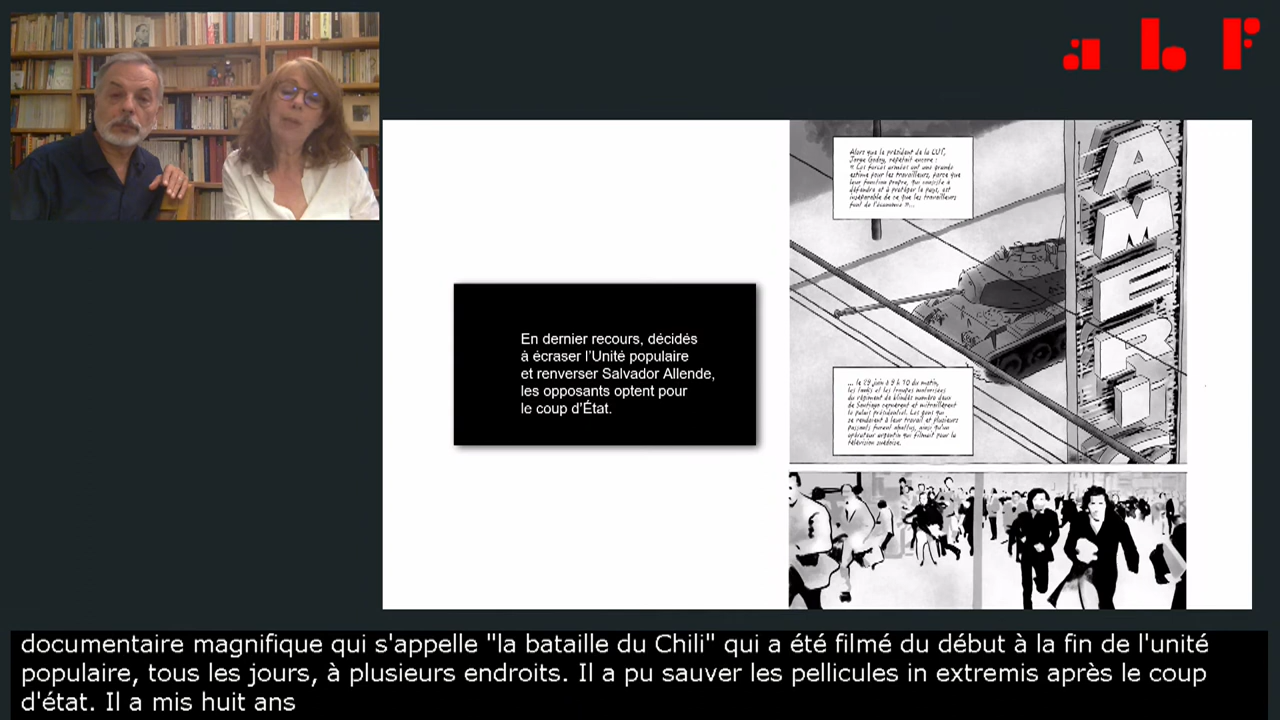 a b F
Alors que le président de la CUT,
Jorge Godoy, répétait encore :
« Les forces armées ont une grande
estime pour les travailleurs, parce que
leur fonction propre, qui consiste à
défendre et à protéger le pays, est
inséparable de ce que les travailleurs
font de l'économie »...
AMERICA
En dernier recours, décidés
à écraser l'Unité populaire
et renverser Salvador Allende,
les opposants optent pour
le coup d'État.
... le 29 juin à 9 h 10 du matin,
les tanks et les troupes motorisées
du régiment de blindés numéro deux
de Santiago cernèrent et mitraillèrent
le palais présidentiel. Les gens qui
se rendaient à leur travail et plusieurs
passants furent abattus, ainsi qu'un
opérateur argentin qui filmait pour la
télévision suédoise.
documentaire magnifique qui s'appelle "la bataille du Chili" qui a été filmé du début à la fin de l'unité
populaire, tous les jours, à plusieurs endroits. Il a pu sauver les pellicules in extremis après le coup
d'état. Il a mis huit ans